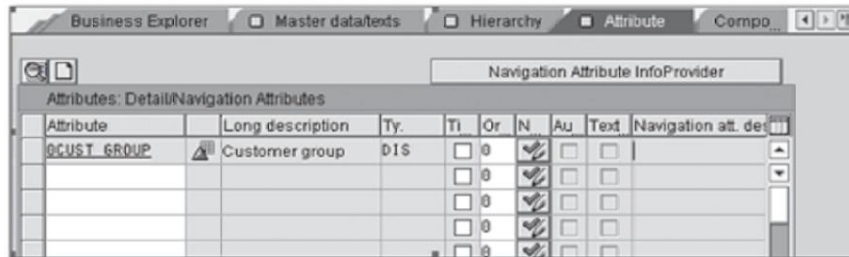 Business Explorer Master data/texts Hierarchy Attribute Compo...
Navigation Attribute InfoProvider
Attributes: Detail/Navigation Attributes
Attribute Long description Ty. Ti... Or... N... Au... Text... Navigation att. des
0CUST_GROUP Customer group DIS 0
0
0
0
0